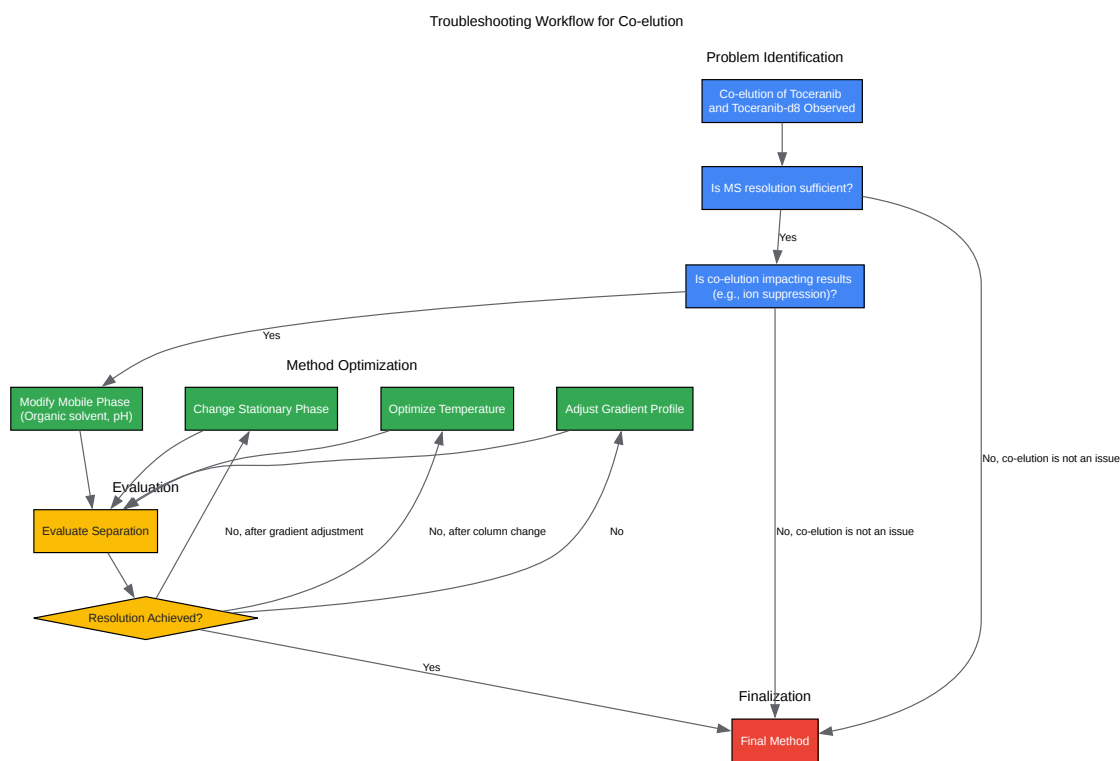 Troubleshooting Workflow for Co-elution
Problem Identification
Co-elution of Toceranib
and Toceranib-d8 Observed
Is MS resolution sufficient?
Yes
Is co-elution impacting results
(e.g., ion suppression)?
Yes
Method Optimization
Modify Mobile Phase
(Organic solvent, pH)
Change Stationary Phase
Optimize Temperature
Adjust Gradient Profile
No, co-elution is not an issue
Evaluation
Evaluate Separation
No, after gradient adjustment
No, after column change
No
No, co-elution is not an issue
Resolution Achieved?
Yes
Finalization
Final Method